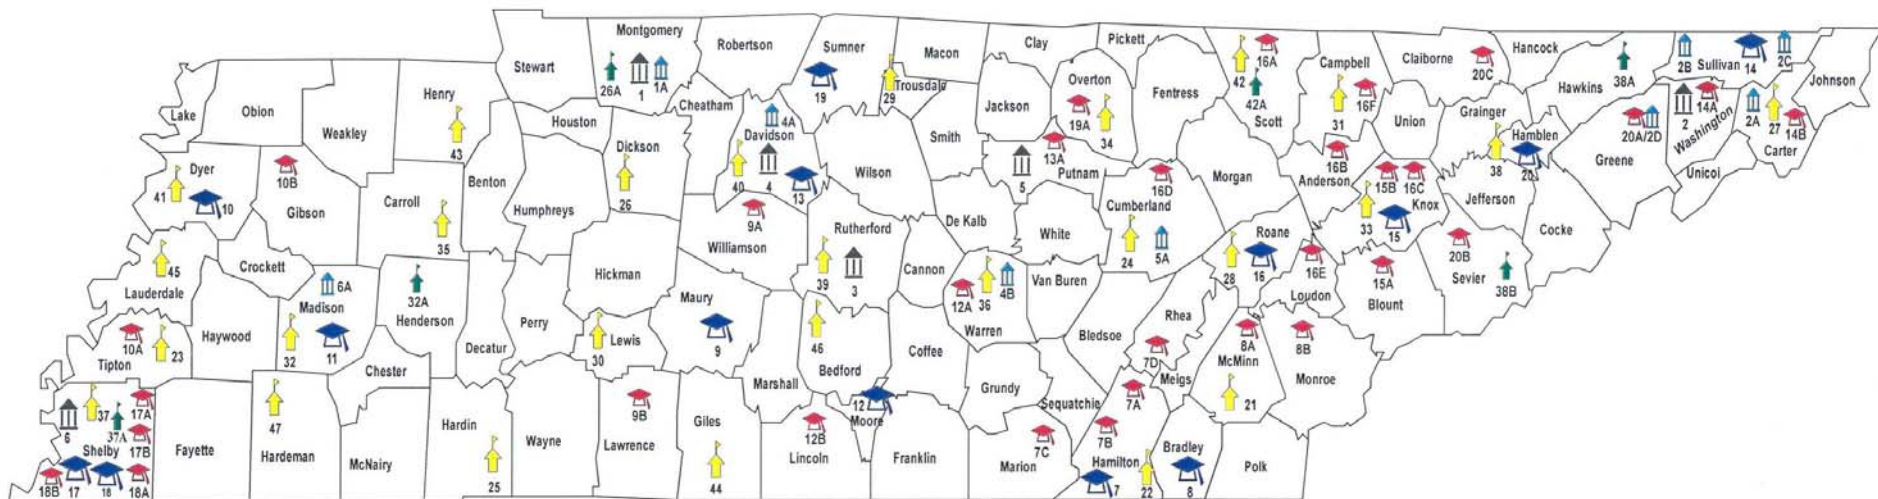 Montgomery
26A 1 1A
Robertson
Sumner
19
29
Macon
Trousdale
Clay
Pickett
Overton
19A 34
Fentress
42 16A
42A
Scott
Campbell
31 16F
Claiborne
20C
Hancock
Hawkins
38A
2B Sullivan 14 2C
Johnson
Stewart
Lake
Obion
Weakley
Henry
43
Houston
Cheatham
4A
Davidson
40 4 13
Dickson
26
Wilson
Smith
Jackson
13A
5 Putnam
Morgan
16B
Anderson
Union
Grainger
38
Hamblen
20
20A/2D
Greene
2 14A
Washington
2A 27 14B
Carter
Unicoi
Dyer
41 10
10B
Gibson
Carroll
35
Benton
Humphreys
9A
Williamson
Rutherford
39 3
Cannon
De Kalb
White
16D
Cumberland
24 5A
Roane
28 16
15B 16C
Knox
33 15
Jefferson
Cocke
45
Lauderdale
Crockett
Haywood
6A
Madison
32 11
32A
Henderson
Decatur
Perry
Hickman
30 Lewis
Maury
9
46
Bedford
Coffee
12A 36 4B
Warren
Van Buren
Bledsoe
Rhea
7D
Meigs
16E
Loudon
15A
Blount
20B
Sevier
38B
10A 23
Tipton
Chester
8A
McMinn
21
8B
Monroe
6 37 17A
37A
17B
Shelby
18B 17 18 18A
Fayette
47
Hardeman
McNairy
Hardin
25
Wayne
9B
Lawrence
Giles
44
Marshall
12B
Lincoln
12
Moore
Franklin
Grundy
Sequatchie
7C
Marion
7A
7B
Hamilton
7 22
Bradley
8
Polk